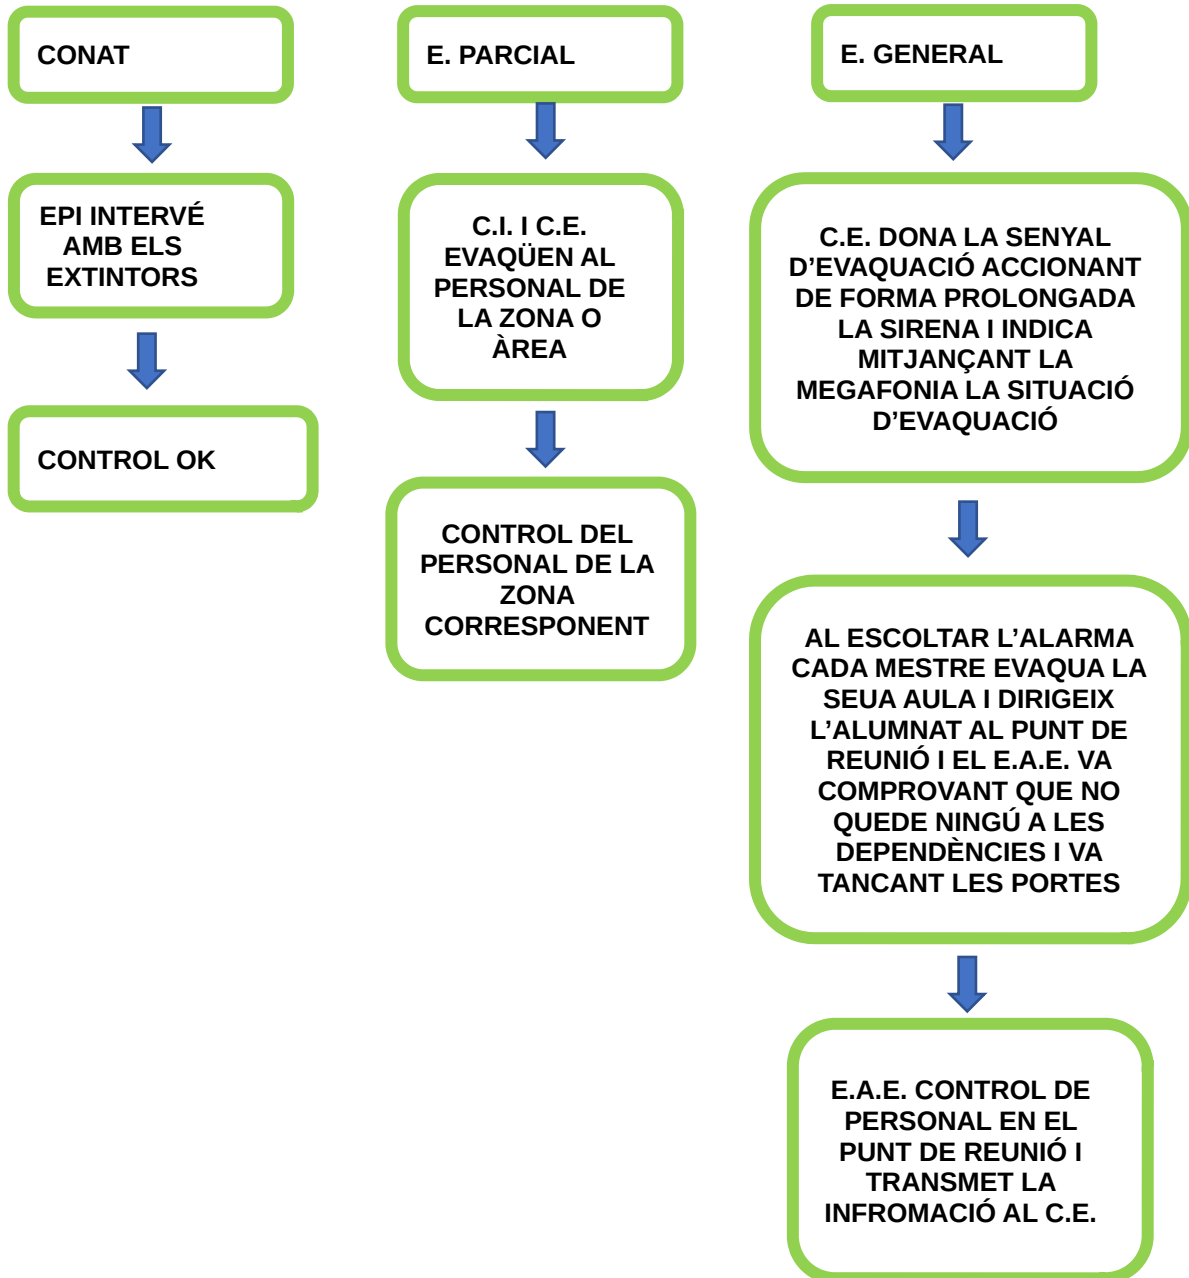 CONAT
EPI INTERVÉ
AMB ELS
EXTINTORS
CONTROL OK
E. PARCIAL
C.I. I C.E.
EVAQÜEN AL
PERSONAL DE
LA ZONA O
ÀREA
CONTROL DEL
PERSONAL DE LA
ZONA
CORRESPONENT
E. GENERAL
C.E. DONA LA SENYAL
D’EVAQUACIÓ ACCIONANT
DE FORMA PROLONGADA
LA SIRENA I INDICA
MITJANÇANT LA
MEGAFONIA LA SITUACIÓ
D’EVAQUACIÓ
AL ESCOLTAR L’ALARMA
CADA MESTRE EVAQUA LA
SEUA AULA I DIRIGEIX
L’ALUMNAT AL PUNT DE
REUNIÓ I EL E.A.E. VA
COMPROVANT QUE NO
QUEDE NINGÚ A LES
DEPENDÈNCIES I VA
TANCANT LES PORTES
E.A.E. CONTROL DE
PERSONAL EN EL
PUNT DE REUNIÓ I
TRANSMET LA
INFROMACIÓ AL C.E.